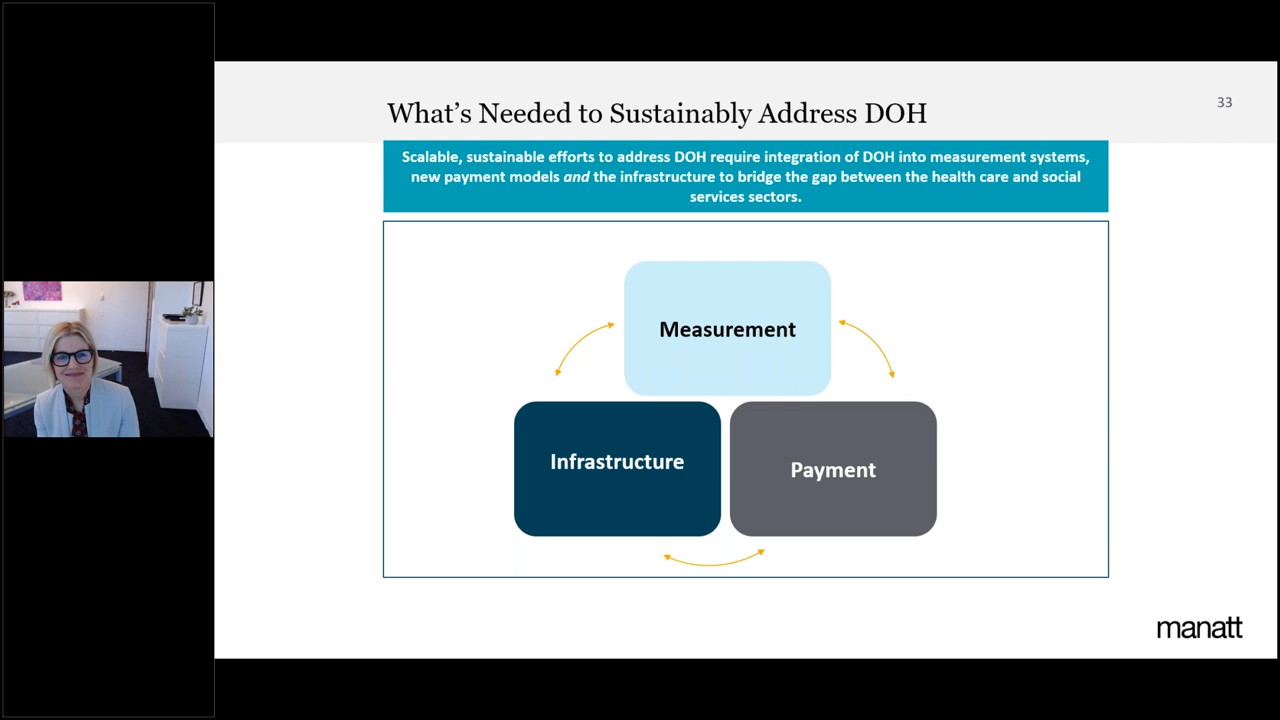 What's Needed to Sustainably Address DOH
33
Scalable, sustainable efforts to address DOH require integration of DOH into measurement systems,
new payment models and the infrastructure to bridge the gap between the health care and social
services sectors.
Measurement
Infrastructure
Payment
manatt